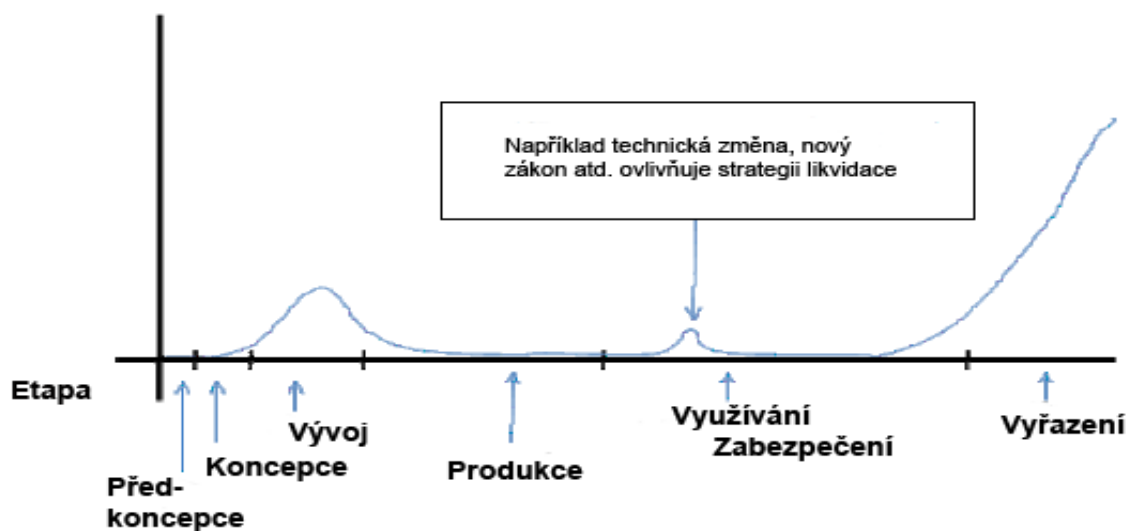 Například technická změna, nový
zákon atd. ovlivňuje strategii likvidace
Etapa
Před-
koncepce
Koncepce
Vývoj
Produkce
Využívání
Zabezpečení
Vyřazení